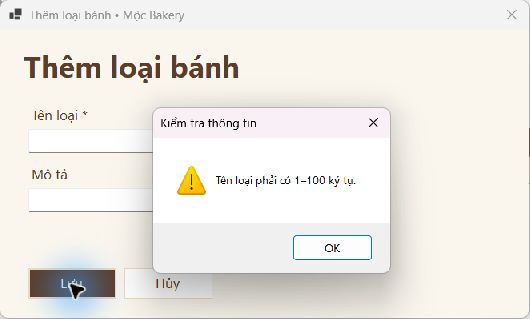 Thêm loại bánh • Mộc Bakery
Thêm loại bánh
Tên loại *
Kiểm tra thông tin
Mô tả
Tên loại phải có 1–100 ký tự.
OK
Lưu
Hủy